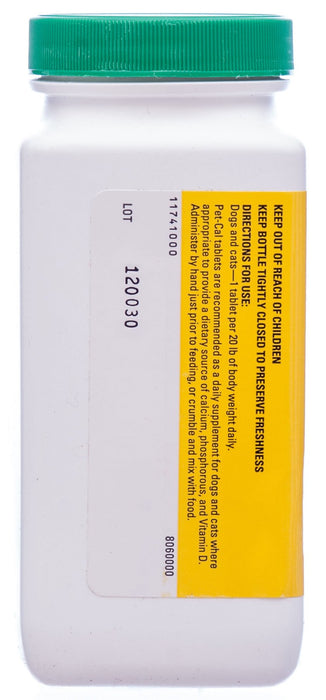 KEEP OUT OF REACH OF CHILDREN
KEEP BOTTLE TIGHTLY CLOSED TO PRESERVE FRESHNESS
DIRECTIONS FOR USE:
Dogs and cats—1 tablet per 20 lb of body weight daily.
Pet-Cal tablets are recommended as a daily supplement for dogs and cats where
appropriate to provide a dietary source of calcium, phosphorous, and Vitamin D.
Administer by hand just prior to feeding, or crumble and mix with food.
11741000 8060000
LOT 120030